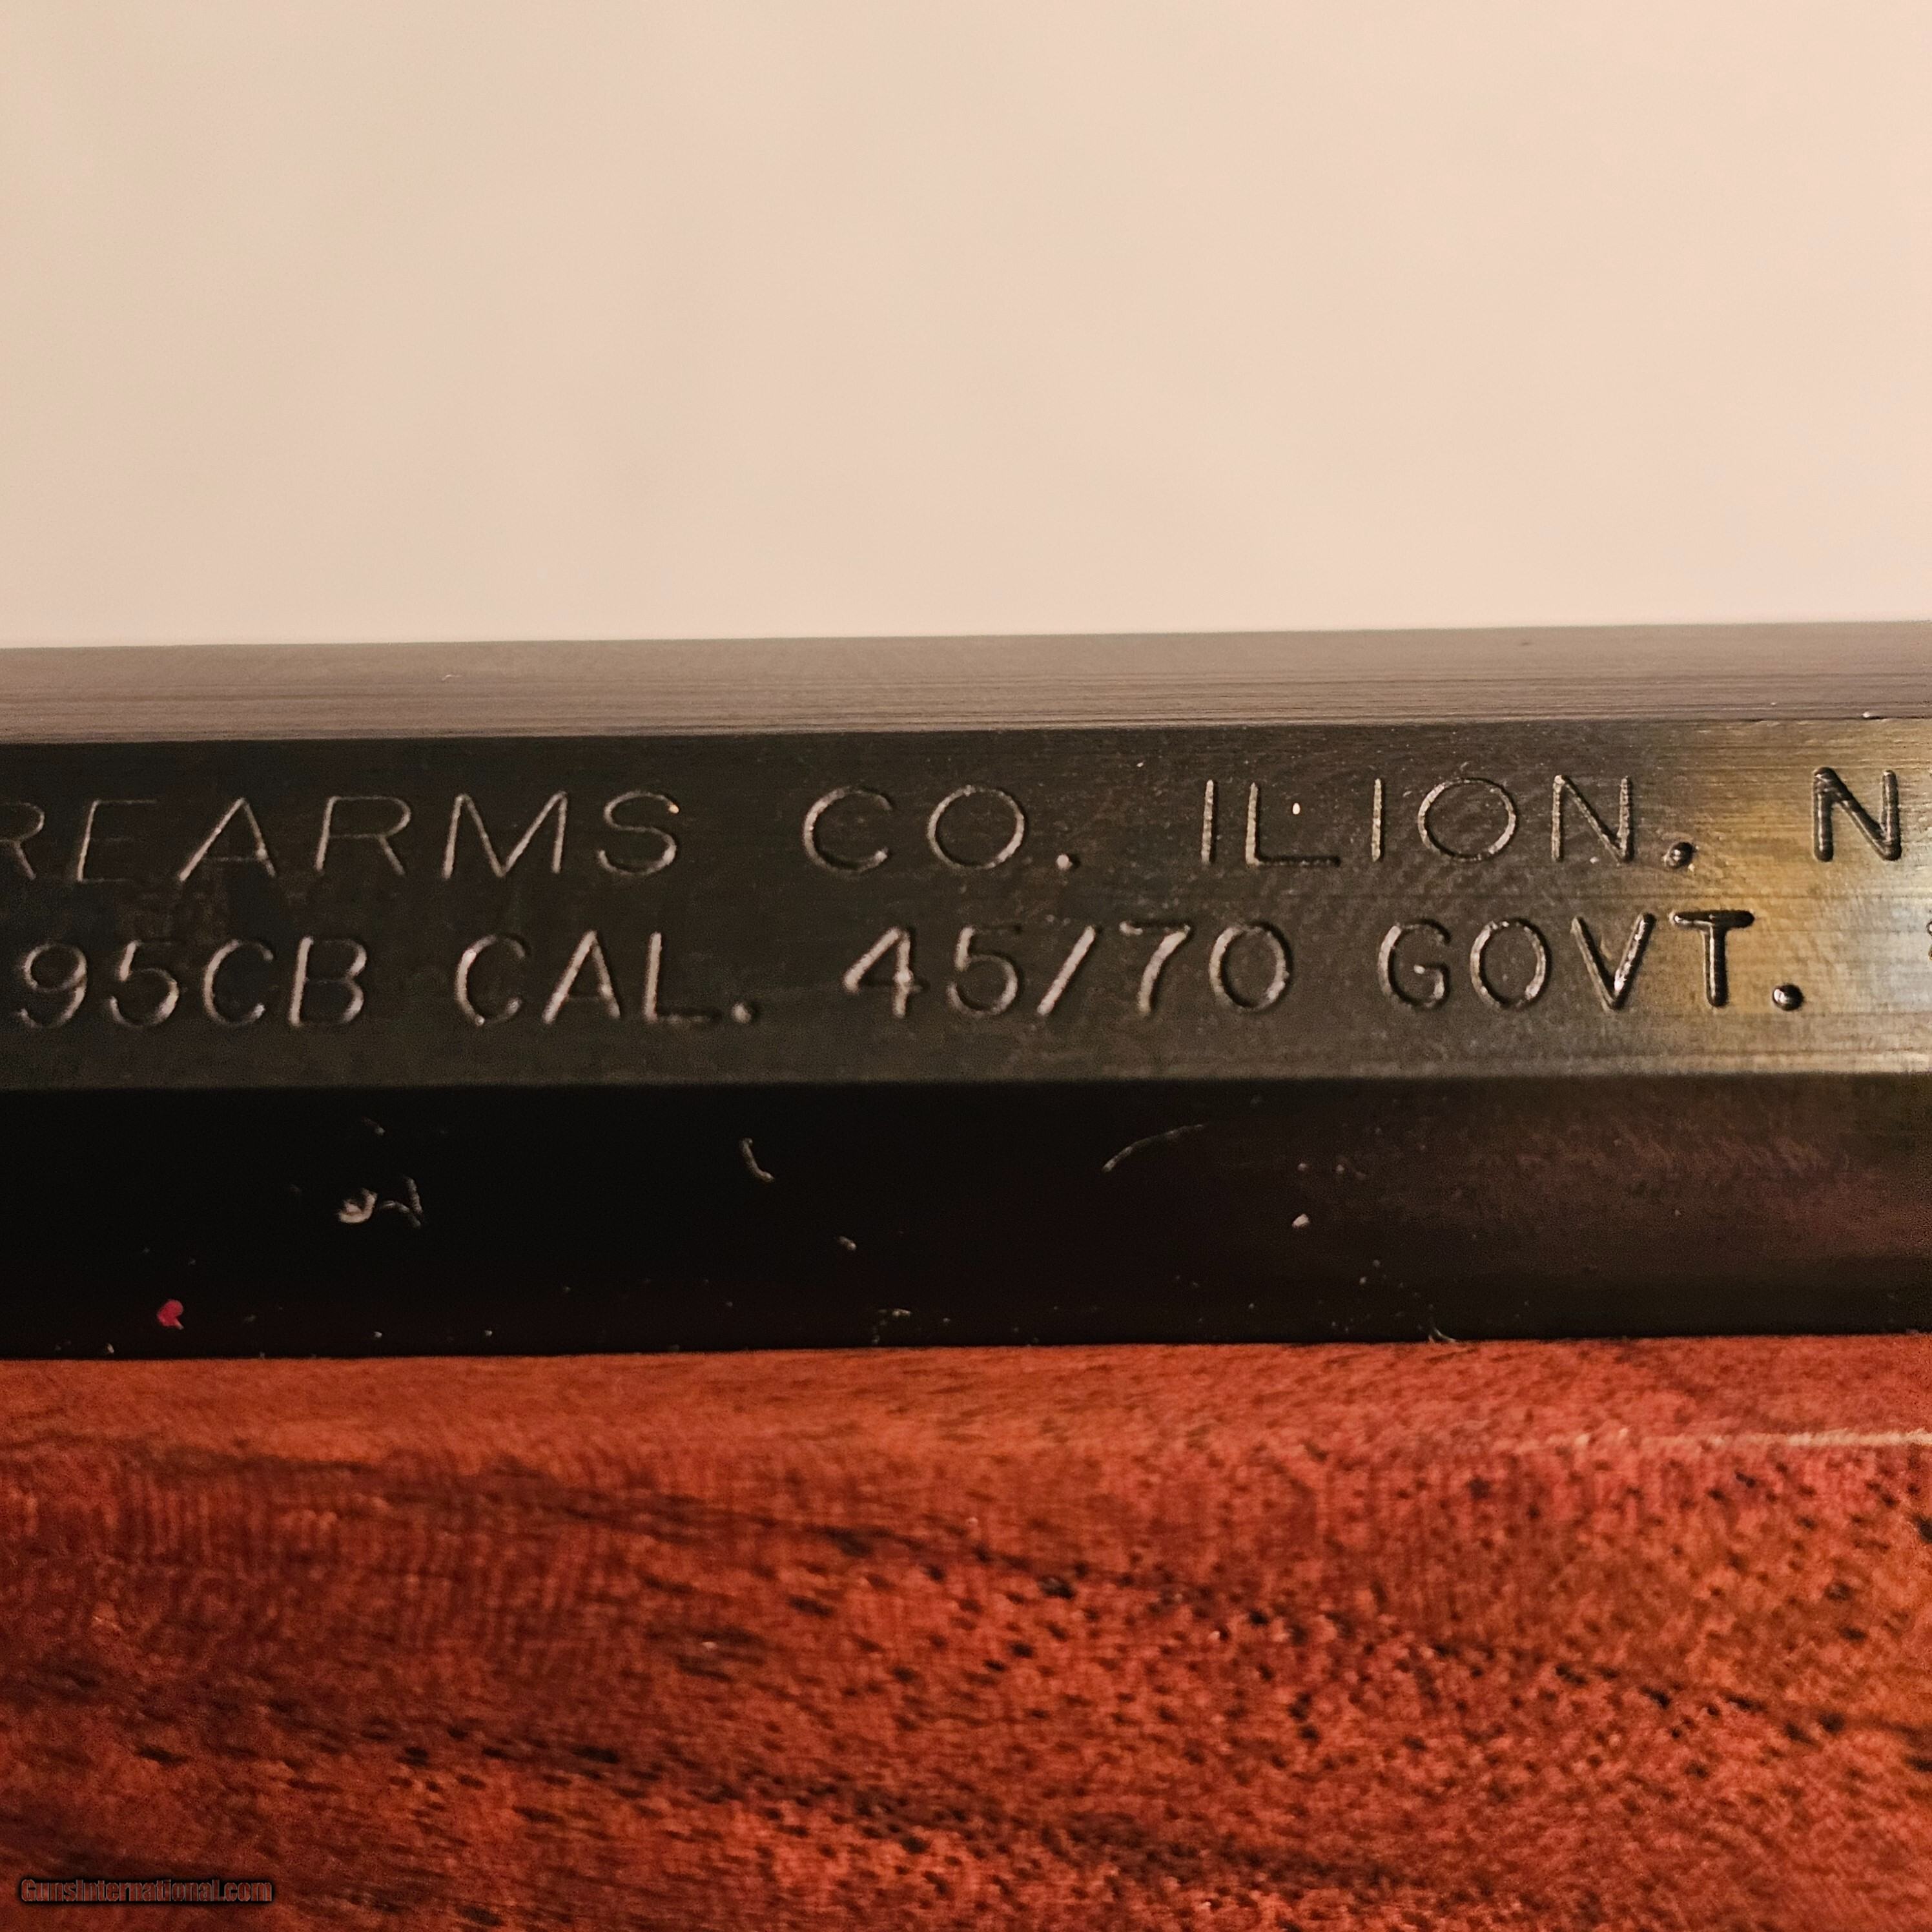 REARMS CO. ILION. N
95CB CAL. 45/70 GOVT.
GunsInternational.com